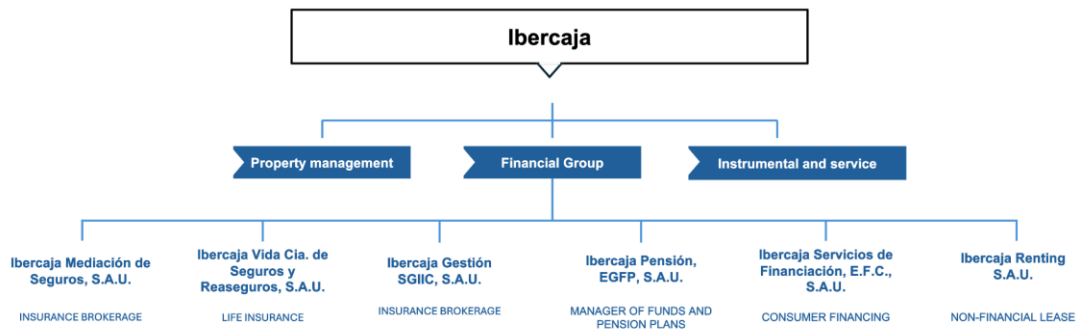 Ibercaja
Property management
Financial Group
Instrumental and service
Ibercaja Mediación de
Seguros, S.A.U.
INSURANCE BROKERAGE
Ibercaja Vida Cia. de
Seguros y
Reaseguros, S.A.U.
LIFE INSURANCE
Ibercaja Gestión
SGIIC, S.A.U.
INSURANCE BROKERAGE
Ibercaja Pensión,
EGFP, S.A.U.
MANAGER OF FUNDS AND
PENSION PLANS
Ibercaja Servicios de
Financiación, E.F.C.,
S.A.U.
CONSUMER FINANCING
Ibercaja Renting
S.A.U.
NON-FINANCIAL LEASE